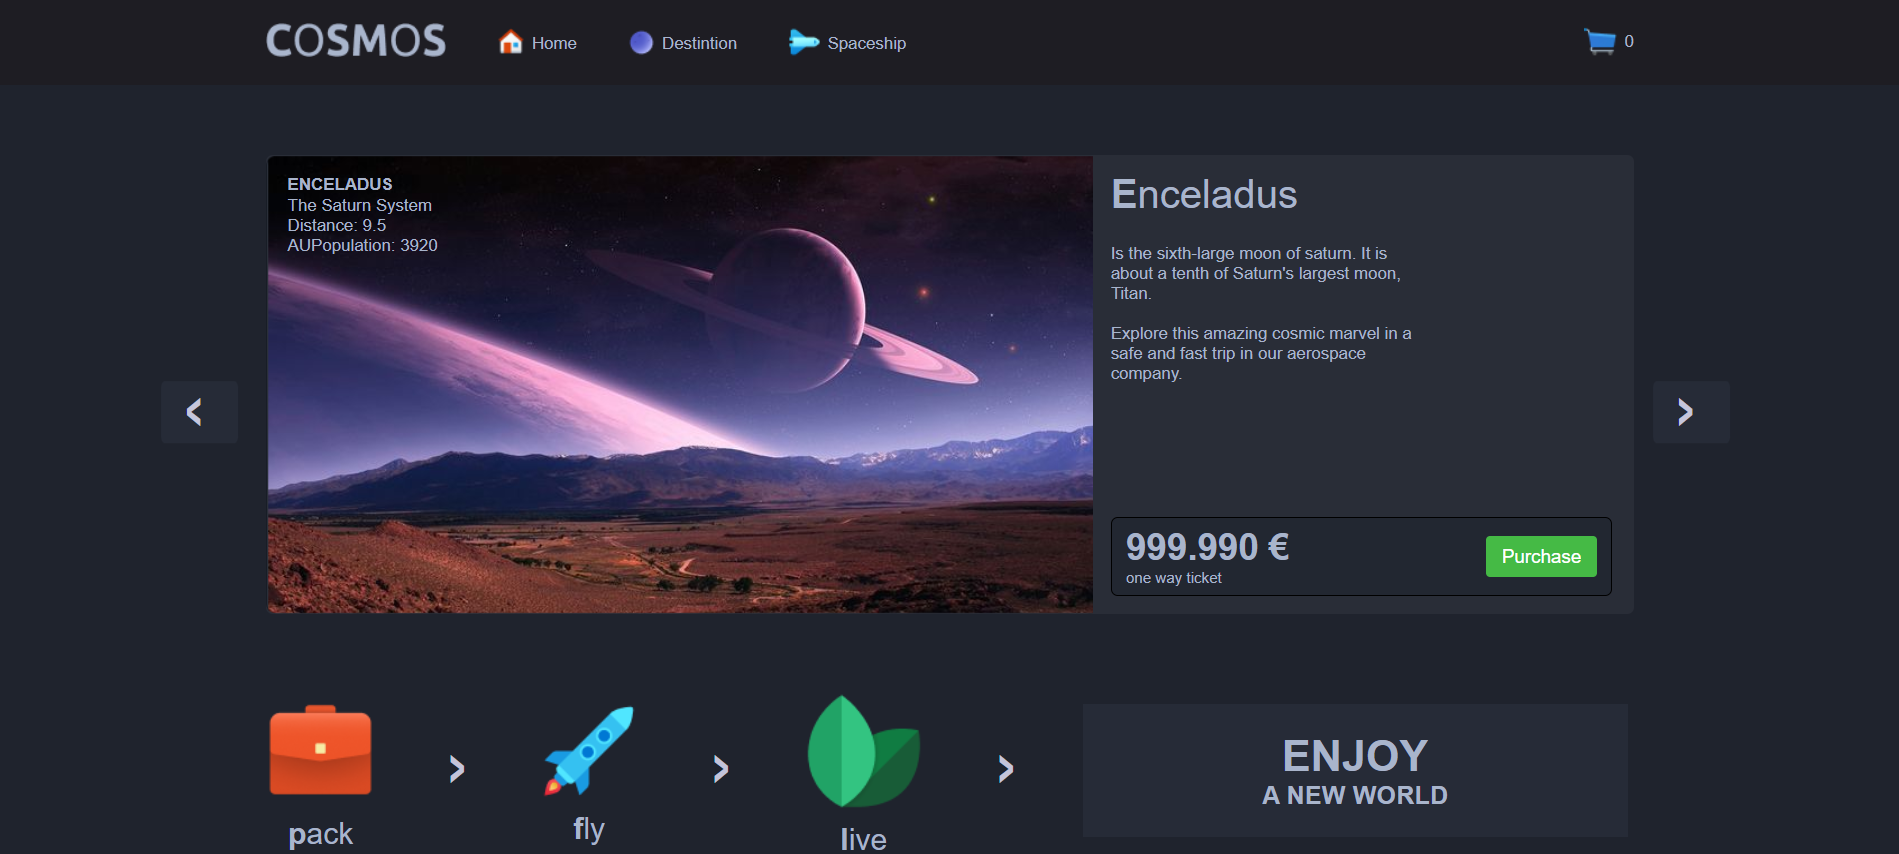 COSMOS
Home
Destintion
Spaceship
0
ENCELADUS
The Saturn System
Distance: 9.5
AUPopulation: 3920
Enceladus
Is the sixth-large moon of saturn. It is
about a tenth of Saturn's largest moon,
Titan.
Explore this amazing cosmic marvel in a
safe and fast trip in our aerospace
company.
999.990 €
one way ticket
Purchase
pack
fly
live
ENJOY
A NEW WORLD